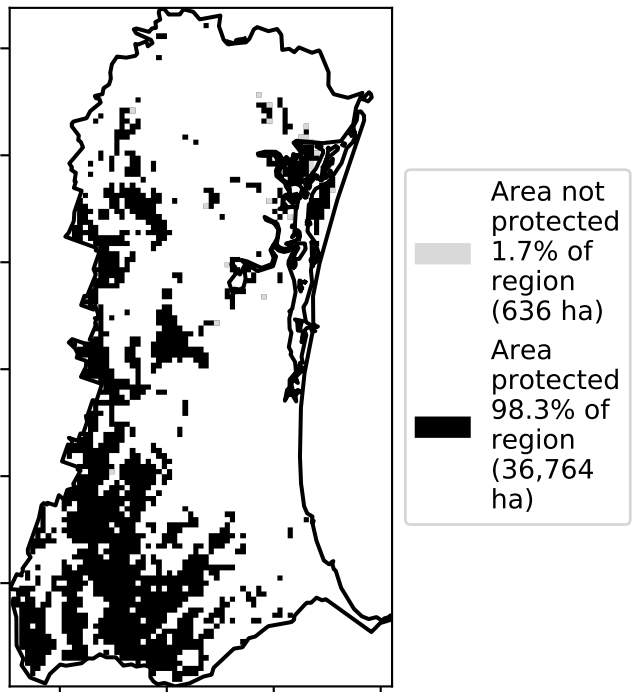 Area not
protected
1.7% of
region
(636 ha)
Area
protected
98.3% of
region
(36,764
ha)